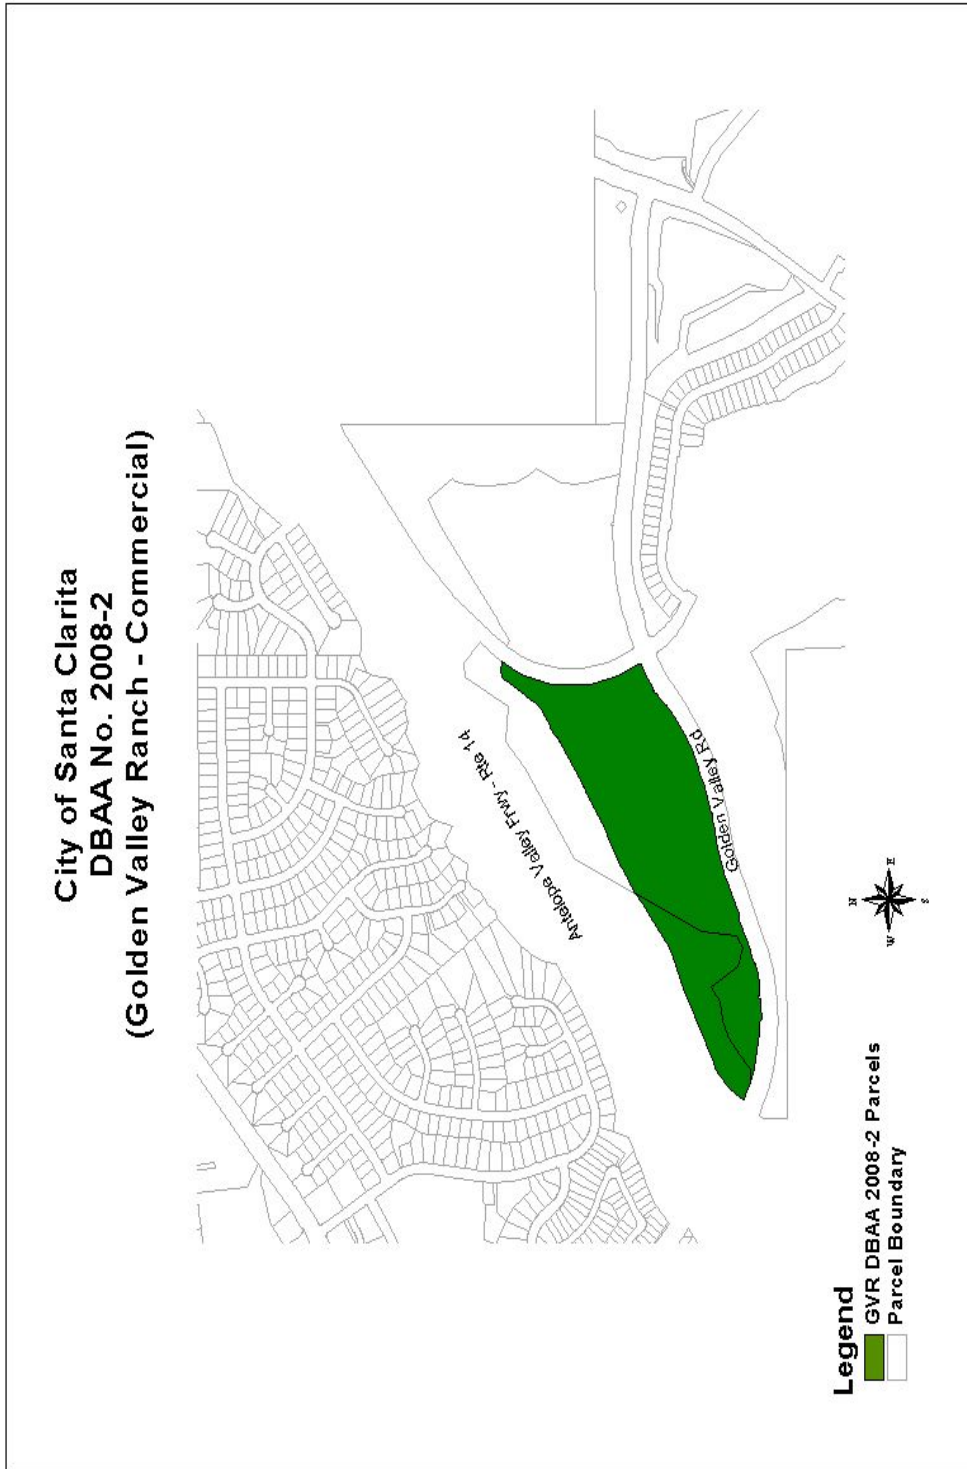 City of Santa Clarita
DBAA No. 2008-2
(Golden Valley Ranch - Commercial)
Antelope Valley Frwy - Rte 14
Golden Valley Rd
N
W
E
S
Legend
GVR DBAA 2008-2 Parcels
Parcel Boundary